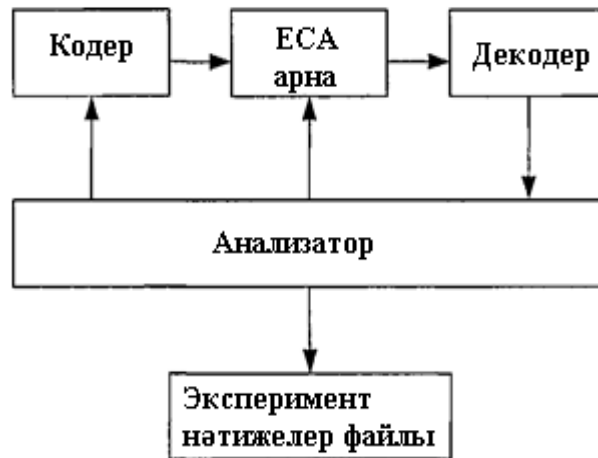 Кодер
ЕСА
арна
Декодер
Анализатор
Эксперимент
нәтижелер файлы